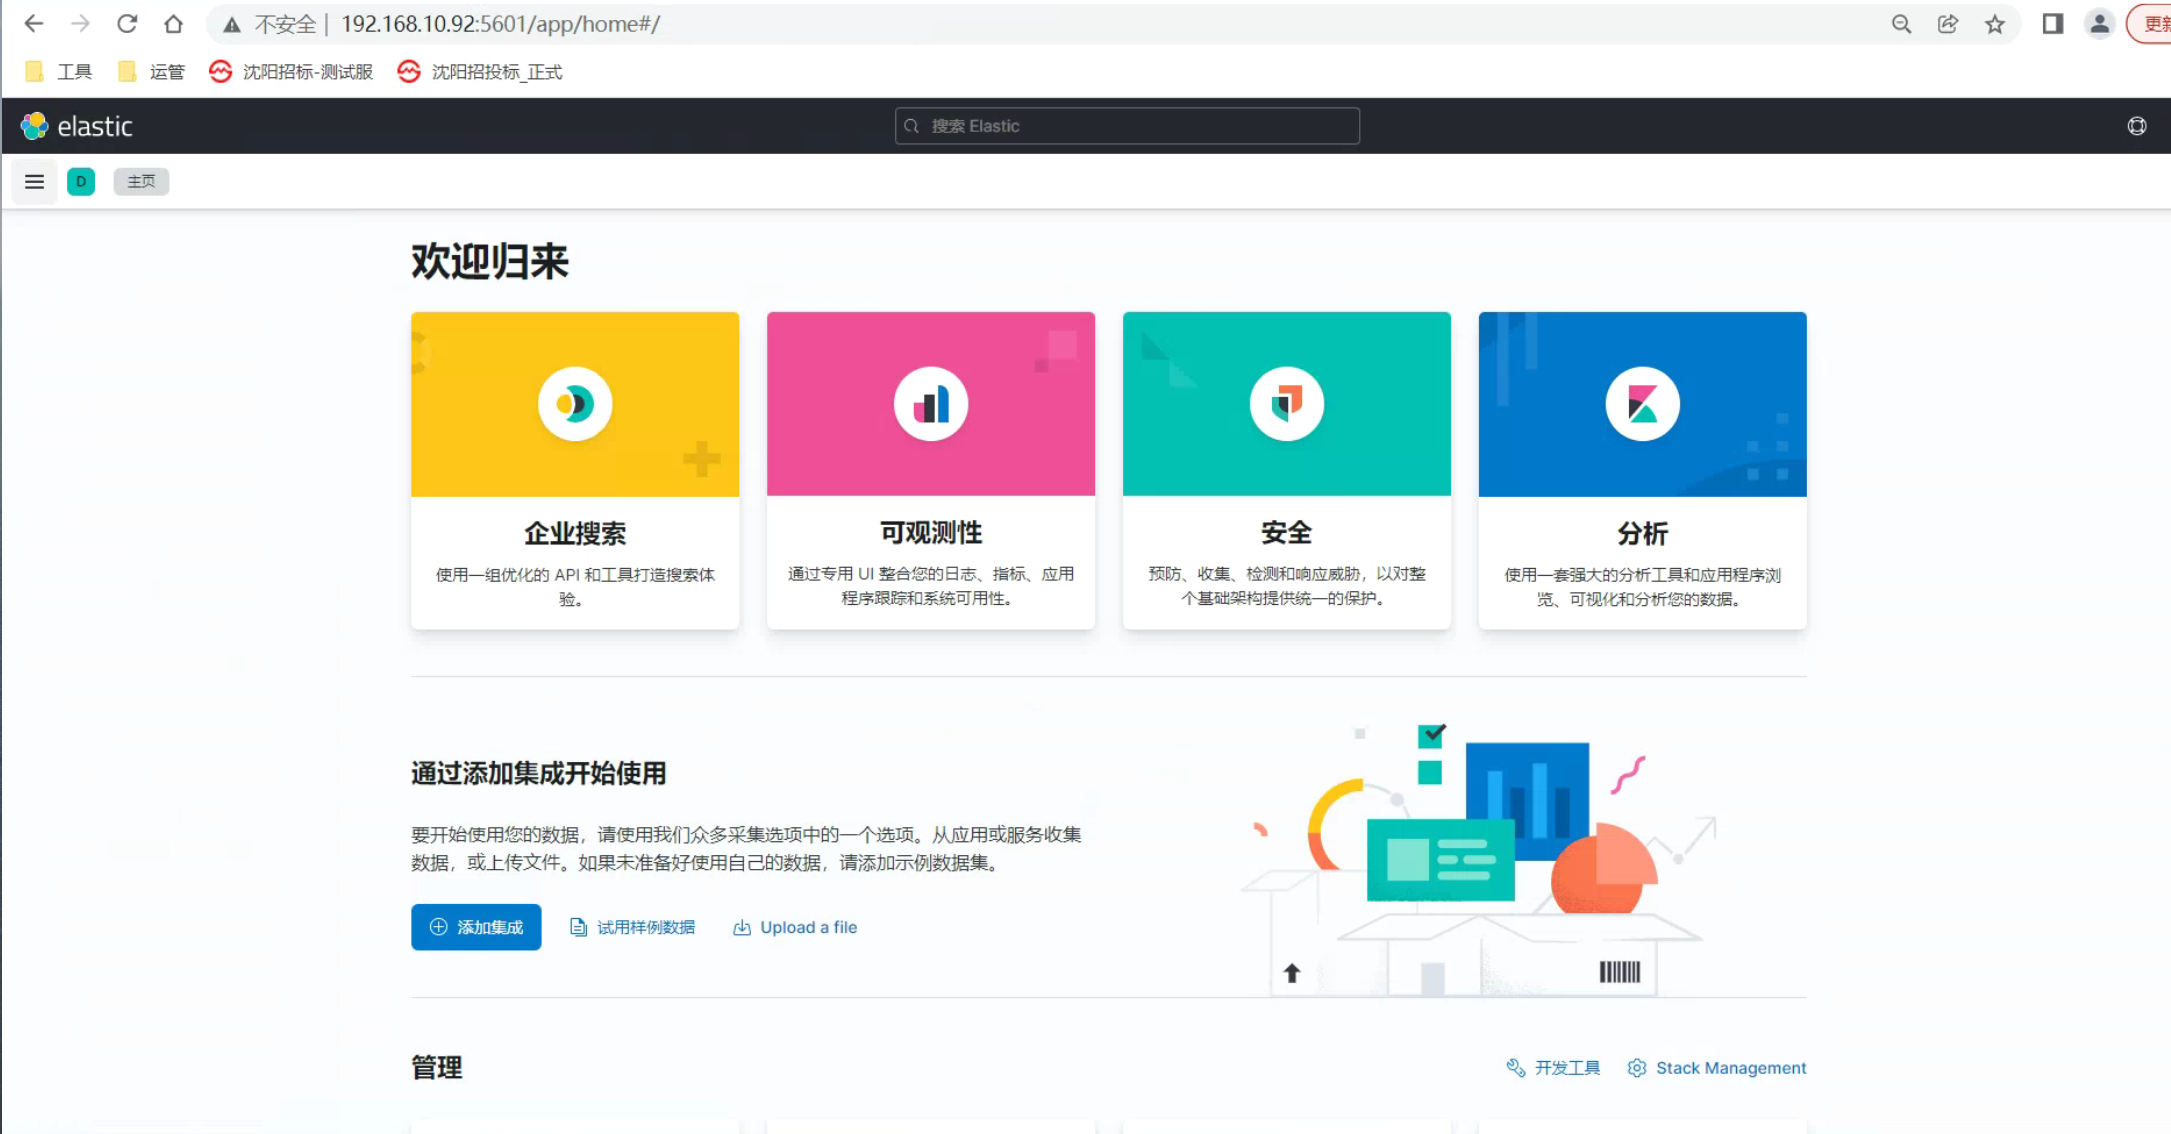 不安全 | 192.168.10.92:5601/app/home#/
更新
工具 运管 沈阳招标-测试服 沈阳招投标_正式
elastic 搜索 Elastic
D 主页
欢迎归来
企业搜索
使用一组优化的 API 和工具打造搜索体
验。
可观测性
通过专用 UI 整合您的日志、指标、应用
程序跟踪和系统可用性。
安全
预防、收集、检测和响应威胁，以对整
个基础架构提供统一的保护。
分析
使用一套强大的分析工具和应用程序浏
览、可视化和分析您的数据。
通过添加集成开始使用
要开始使用您的数据，请使用我们众多采集选项中的一个选项。从应用或服务收集
数据，或上传文件。如果未准备好使用自己的数据，请添加示例数据集。
添加集成 试用样例数据 Upload a file
管理 开发工具 Stack Management